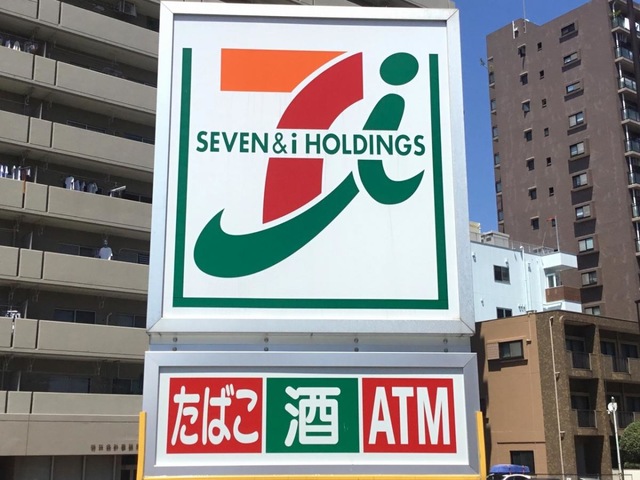 SEVEN & i HOLDINGS
たばこ 酒 ATM